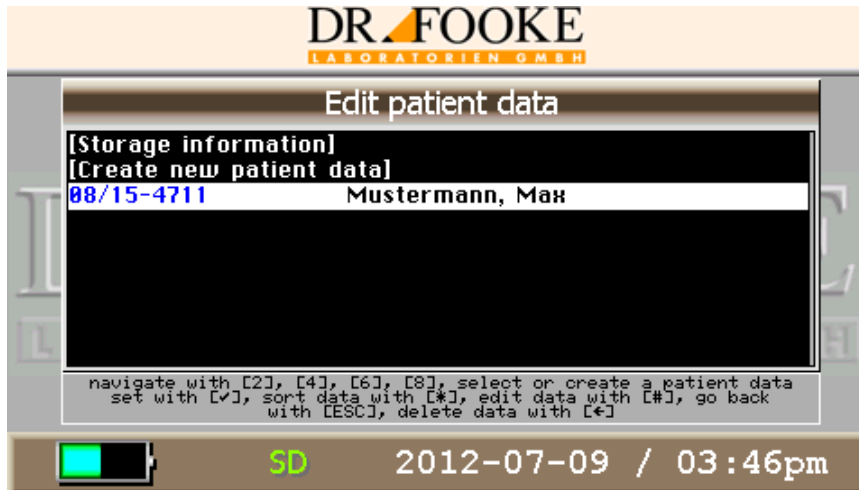 DR. FOOKE
LABORATORIEN GMBH
Edit patient data
[Storage information]
[Create new patient data]
08/15-4711 Mustermann, Max
navigate with [2], [4], [6], [8], select or create a patient data
set with [✓], sort data with [*], edit data with [#], go back
with [ESC], delete data with [←]
SD 2012-07-09 / 03:46pm